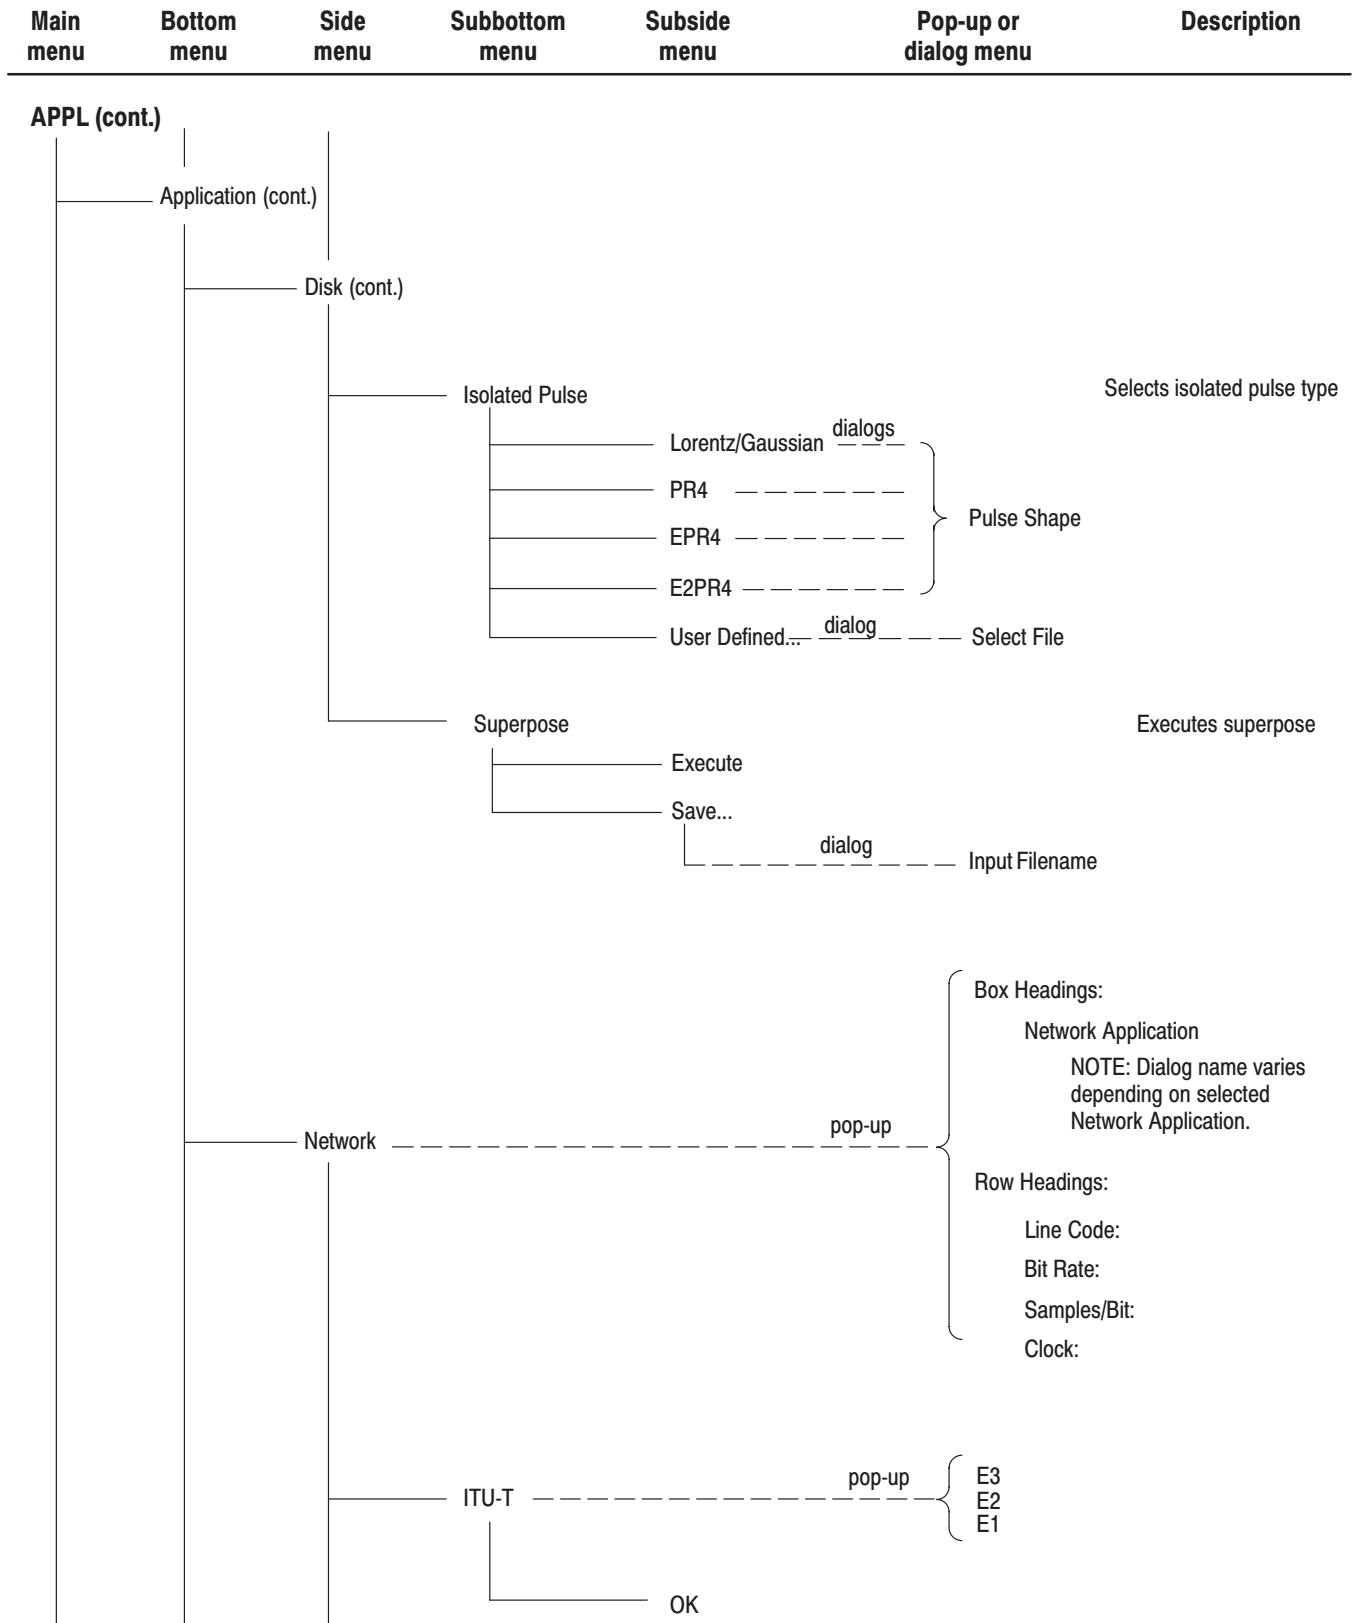 Main menu
Bottom menu
Side menu
Subbottom menu
Subside menu
Pop-up or dialog menu
Description
APPL (cont.)
Application (cont.)
Disk (cont.)
Isolated Pulse
Selects isolated pulse type
Lorentz/Gaussian
dialogs
PR4
Pulse Shape
EPR4
E2PR4
User Defined...
dialog
Select File
Superpose
Executes superpose
Execute
Save...
dialog
Input Filename
Box Headings:
Network Application
NOTE: Dialog name varies
depending on selected
Network Application.
Network
pop-up
Row Headings:
Line Code:
Bit Rate:
Samples/Bit:
Clock:
ITU-T
pop-up
E3
E2
E1
OK